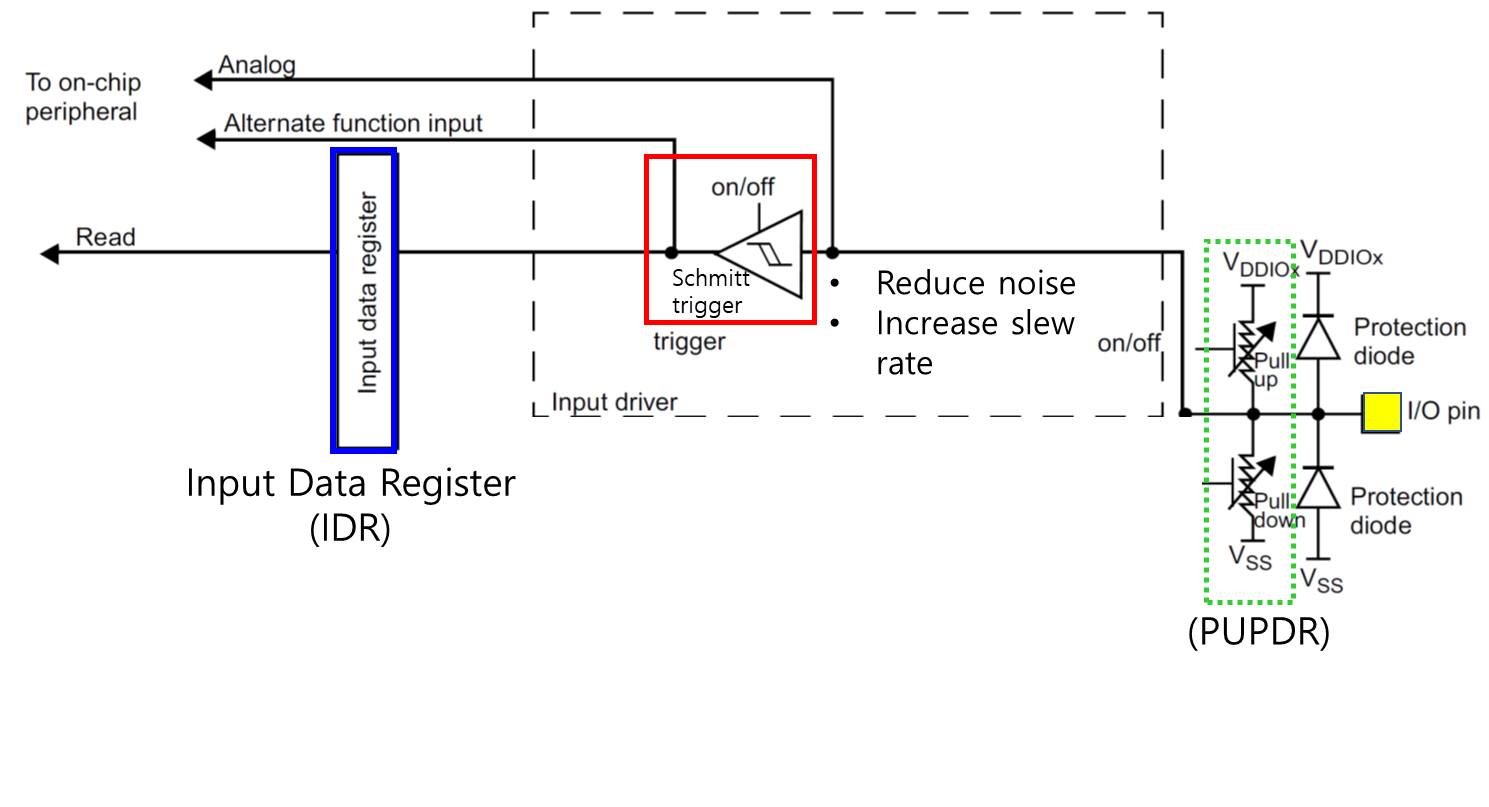 Analog
To on-chip
peripheral
Alternate function input
on/off
Read
Input data register
Schmitt
trigger
trigger
• Reduce noise
• Increase slew
rate
on/off
Input driver
VDDIOx
VDDIOx
Pull
up
Protection
diode
I/O pin
Pull
down
Protection
diode
VSS
VSS
Input Data Register
(IDR)
(PUPDR)